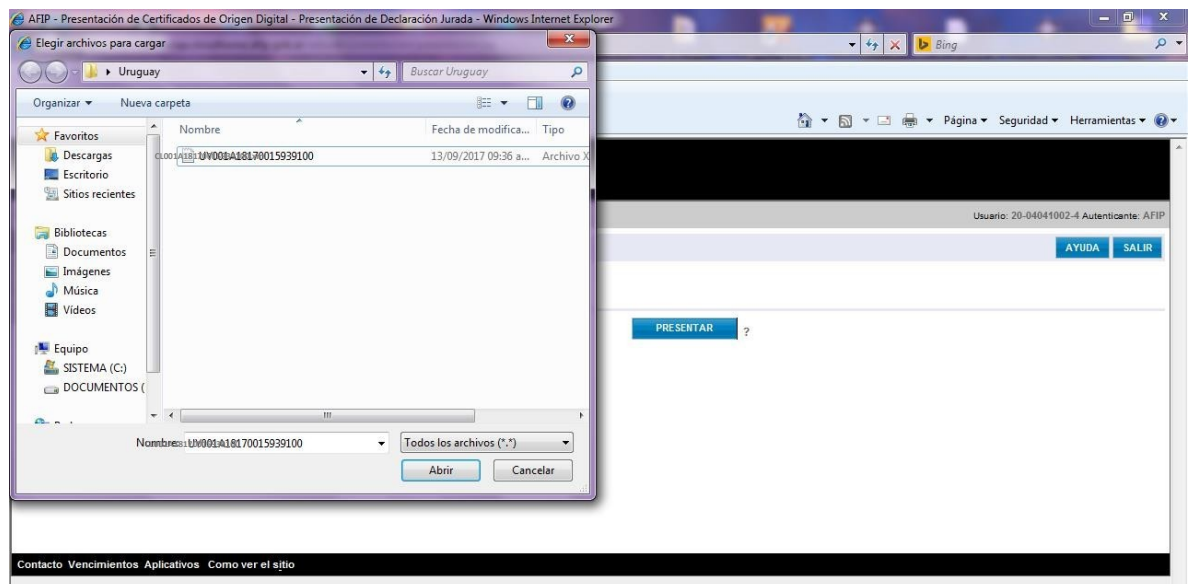 AFIP - Presentación de Certificados de Origen Digital - Presentación de Declaración Jurada - Windows Internet Explorer
Elegir archivos para cargar
Bing
Uruguay
Buscar Uruguay
Organizar Nueva carpeta
Página Seguridad Herramientas
Favoritos
Nombre Fecha de modifica... Tipo
Descargas
UY001A18170015939100 13/09/2017 09:36 a... Archivo X
Escritorio
Sitios recientes
Usuario: 20-04041002-4 Autenticante: AFIP
Bibliotecas
Documentos
AYUDA SALIR
Imágenes
Música
Vídeos
PRESENTAR ?
Equipo
SISTEMA (C:)
DOCUMENTOS (
Nombre: UY001A18170015939100 Todos los archivos (*.*)
Abrir Cancelar
Contacto Vencimientos Aplicativos Como ver el sitio